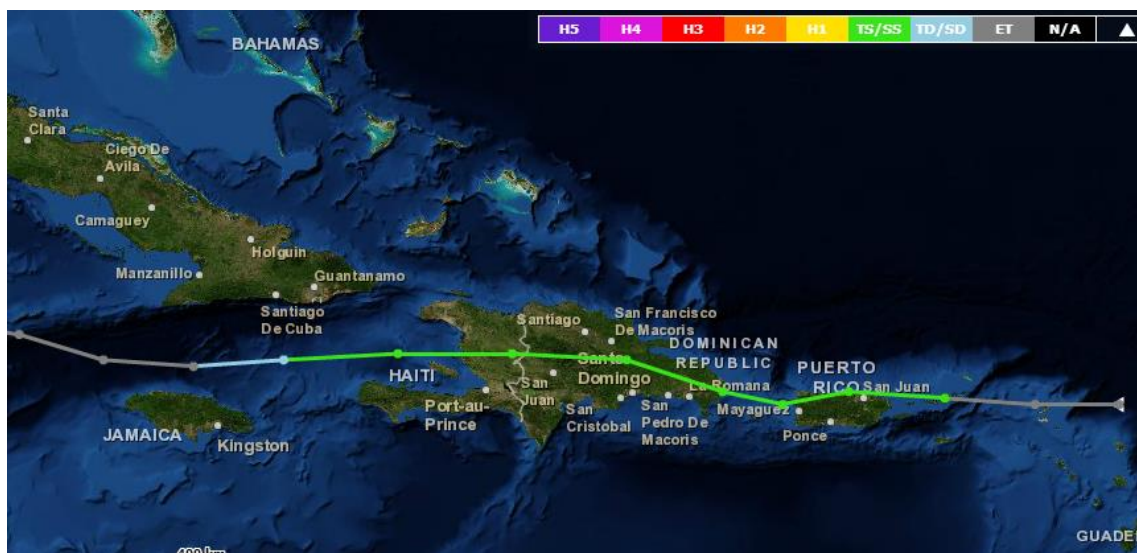 H5 H4 H3 H2 H1 TS/SS TD/SD ET N/A
BAHAMAS
Santa
Clara
Ciego De
Avila
Camaguey
Holguin
Manzanillo
Guantanamo
Santiago
De Cuba
Santiago
San Francisco
De Macoris
DOMINICAN
REPUBLIC
PUERTO
RICO
San Juan
HAITI
Santo
Domingo
San
Juan
La Romana
Mayaguez
Port-au-
Prince
San
Cristobal
San
Pedro De
Macoris
Ponce
JAMAICA
Kingston
GUADE
400 km